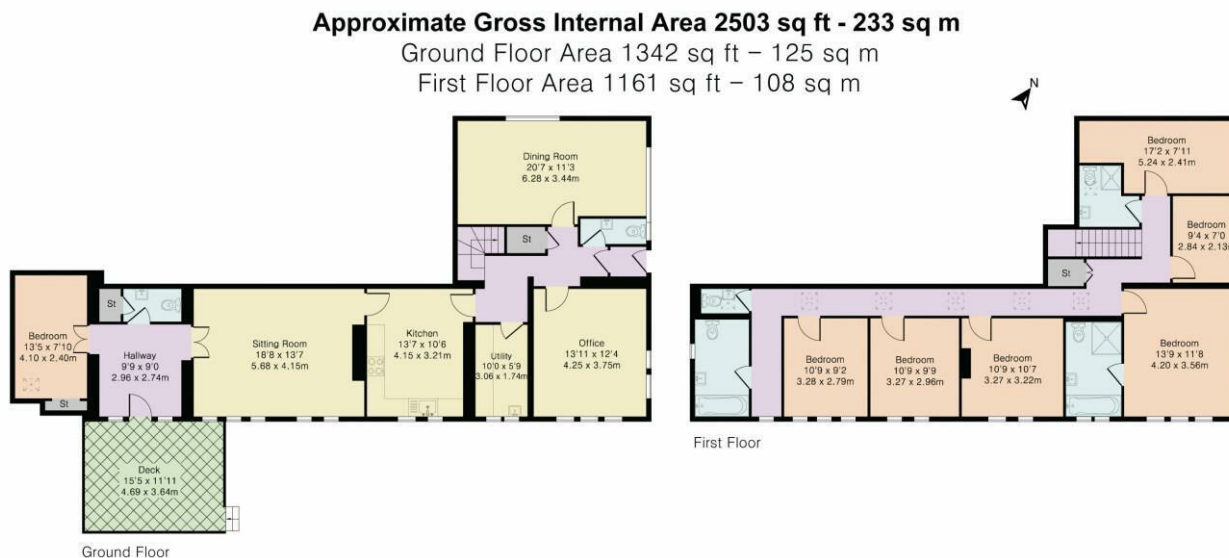 Approximate Gross Internal Area 2503 sq ft - 233 sq m
Ground Floor Area 1342 sq ft – 125 sq m
First Floor Area 1161 sq ft – 108 sq m
N
Dining Room
20'7 x 11'3
6.28 x 3.44m
St
Bedroom
13'5 x 7'10
4.10 x 2.40m
St
St
Hallway
9'9 x 9'0
2.96 x 2.74m
Sitting Room
18'8 x 13'7
5.68 x 4.15m
Kitchen
13'7 x 10'6
4.15 x 3.21m
Utility
10'0 x 5'9
3.06 x 1.74m
Office
13'11 x 12'4
4.25 x 3.75m
Deck
15'5 x 11'11
4.69 x 3.64m
Ground Floor
Bedroom
17'2 x 7'11
5.24 x 2.41m
Bedroom
9'4 x 7'0
2.84 x 2.13m
St
Bedroom
10'9 x 9'2
3.28 x 2.79m
Bedroom
10'9 x 9'9
3.27 x 2.96m
Bedroom
10'9 x 10'7
3.27 x 3.22m
Bedroom
13'9 x 11'8
4.20 x 3.56m
First Floor